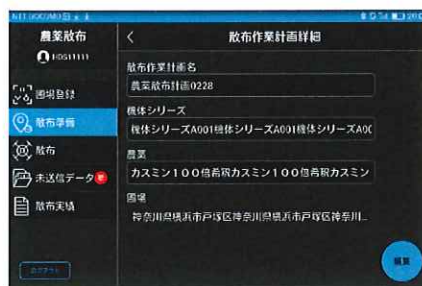 農薬散布
散布作業計画詳細
散布作業計画名
圃場登録
農薬散布計画0228
散布準備
機体シリーズ
機体シリーズA001機体シリーズA001機体シリーズA0(
散布
農薬
未送信データ
カスミン100倍希釈カスミン100倍希釈カスミン
散布実績
圃場
神奈川県横浜市戸塚区神奈川県横浜市戸塚区神奈川...
ログアウト
編集